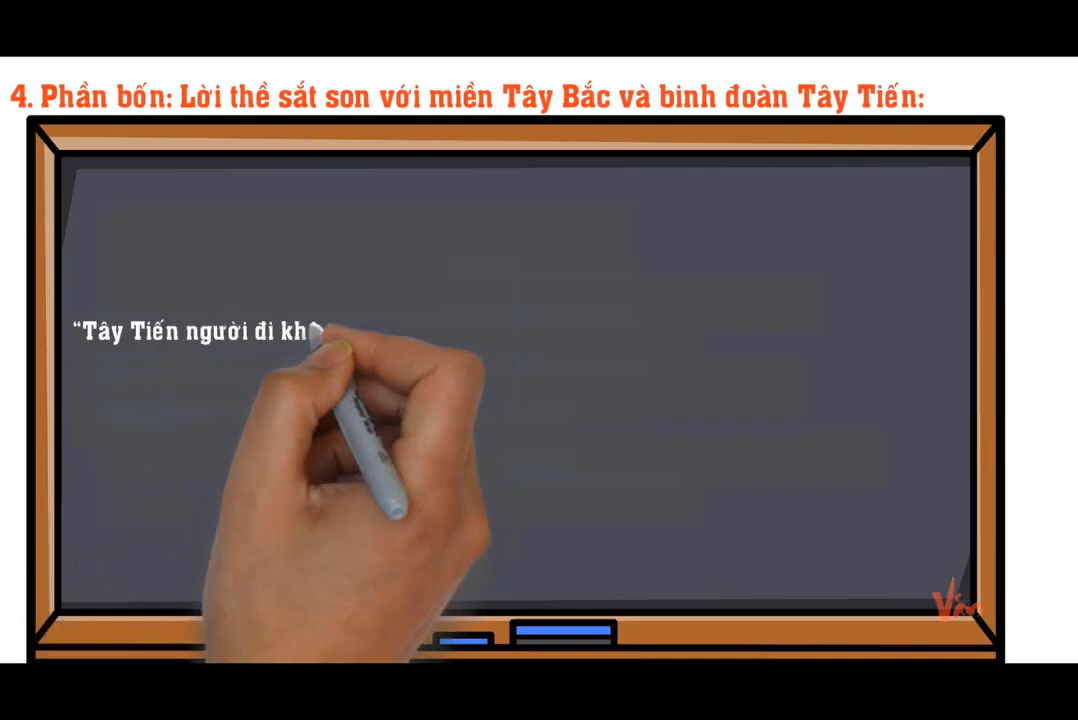 4. Phần bốn: Lời thề sắt son với miền Tây Bắc và binh đoàn Tây Tiến:
“Tây Tiến người đi kh